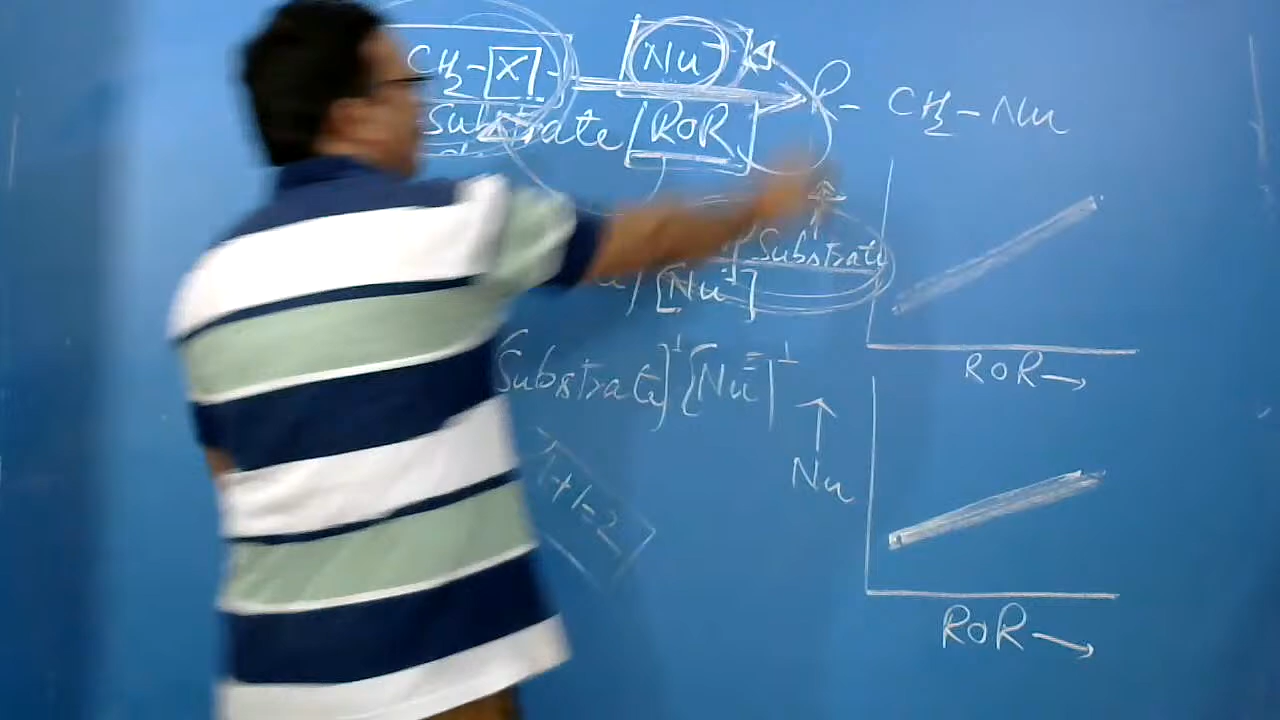 CH2-X- Nu⁻ R- CH2-Nu
Substrate ROR
Substrate
[Nu⁻]
Substrate]¹[Nu⁻]¹
ROR→
Nu
1+1=2
ROR→